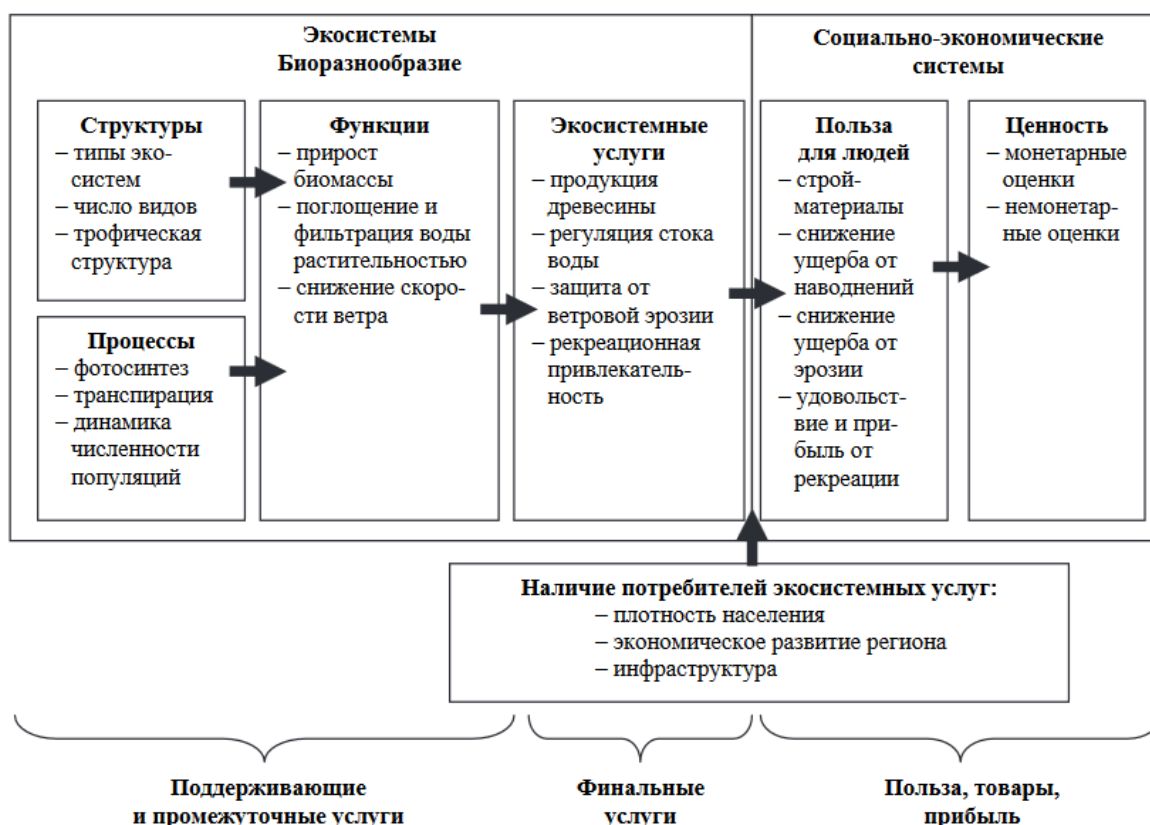 Экосистемы
Биоразнообразие
Социально-экономические
системы
Структуры
– типы эко-
систем
– число видов
– трофическая
структура
Процессы
– фотосинтез
– транспирация
– динамика
численности
популяций
Функции
– прирост
биомассы
– поглощение и
фильтрация воды
растительностью
– снижение скоро-
сти ветра
Экосистемные
услуги
– продукция
древесины
– регуляция стока
воды
– защита от
ветровой эрозии
– рекреационная
привлекатель-
ность
Польза
для людей
– строй-
материалы
– снижение
ущерба от
наводнений
– снижение
ущерба от
эрозии
– удовольст-
вие и при-
быль от
рекреации
Ценность
– монетарные
оценки
– немонетар-
ные оценки
Наличие потребителей экосистемных услуг:
– плотность населения
– экономическое развитие региона
– инфраструктура
Поддерживающие
и промежуточные услуги
Финальные
услуги
Польза, товары,
прибыль